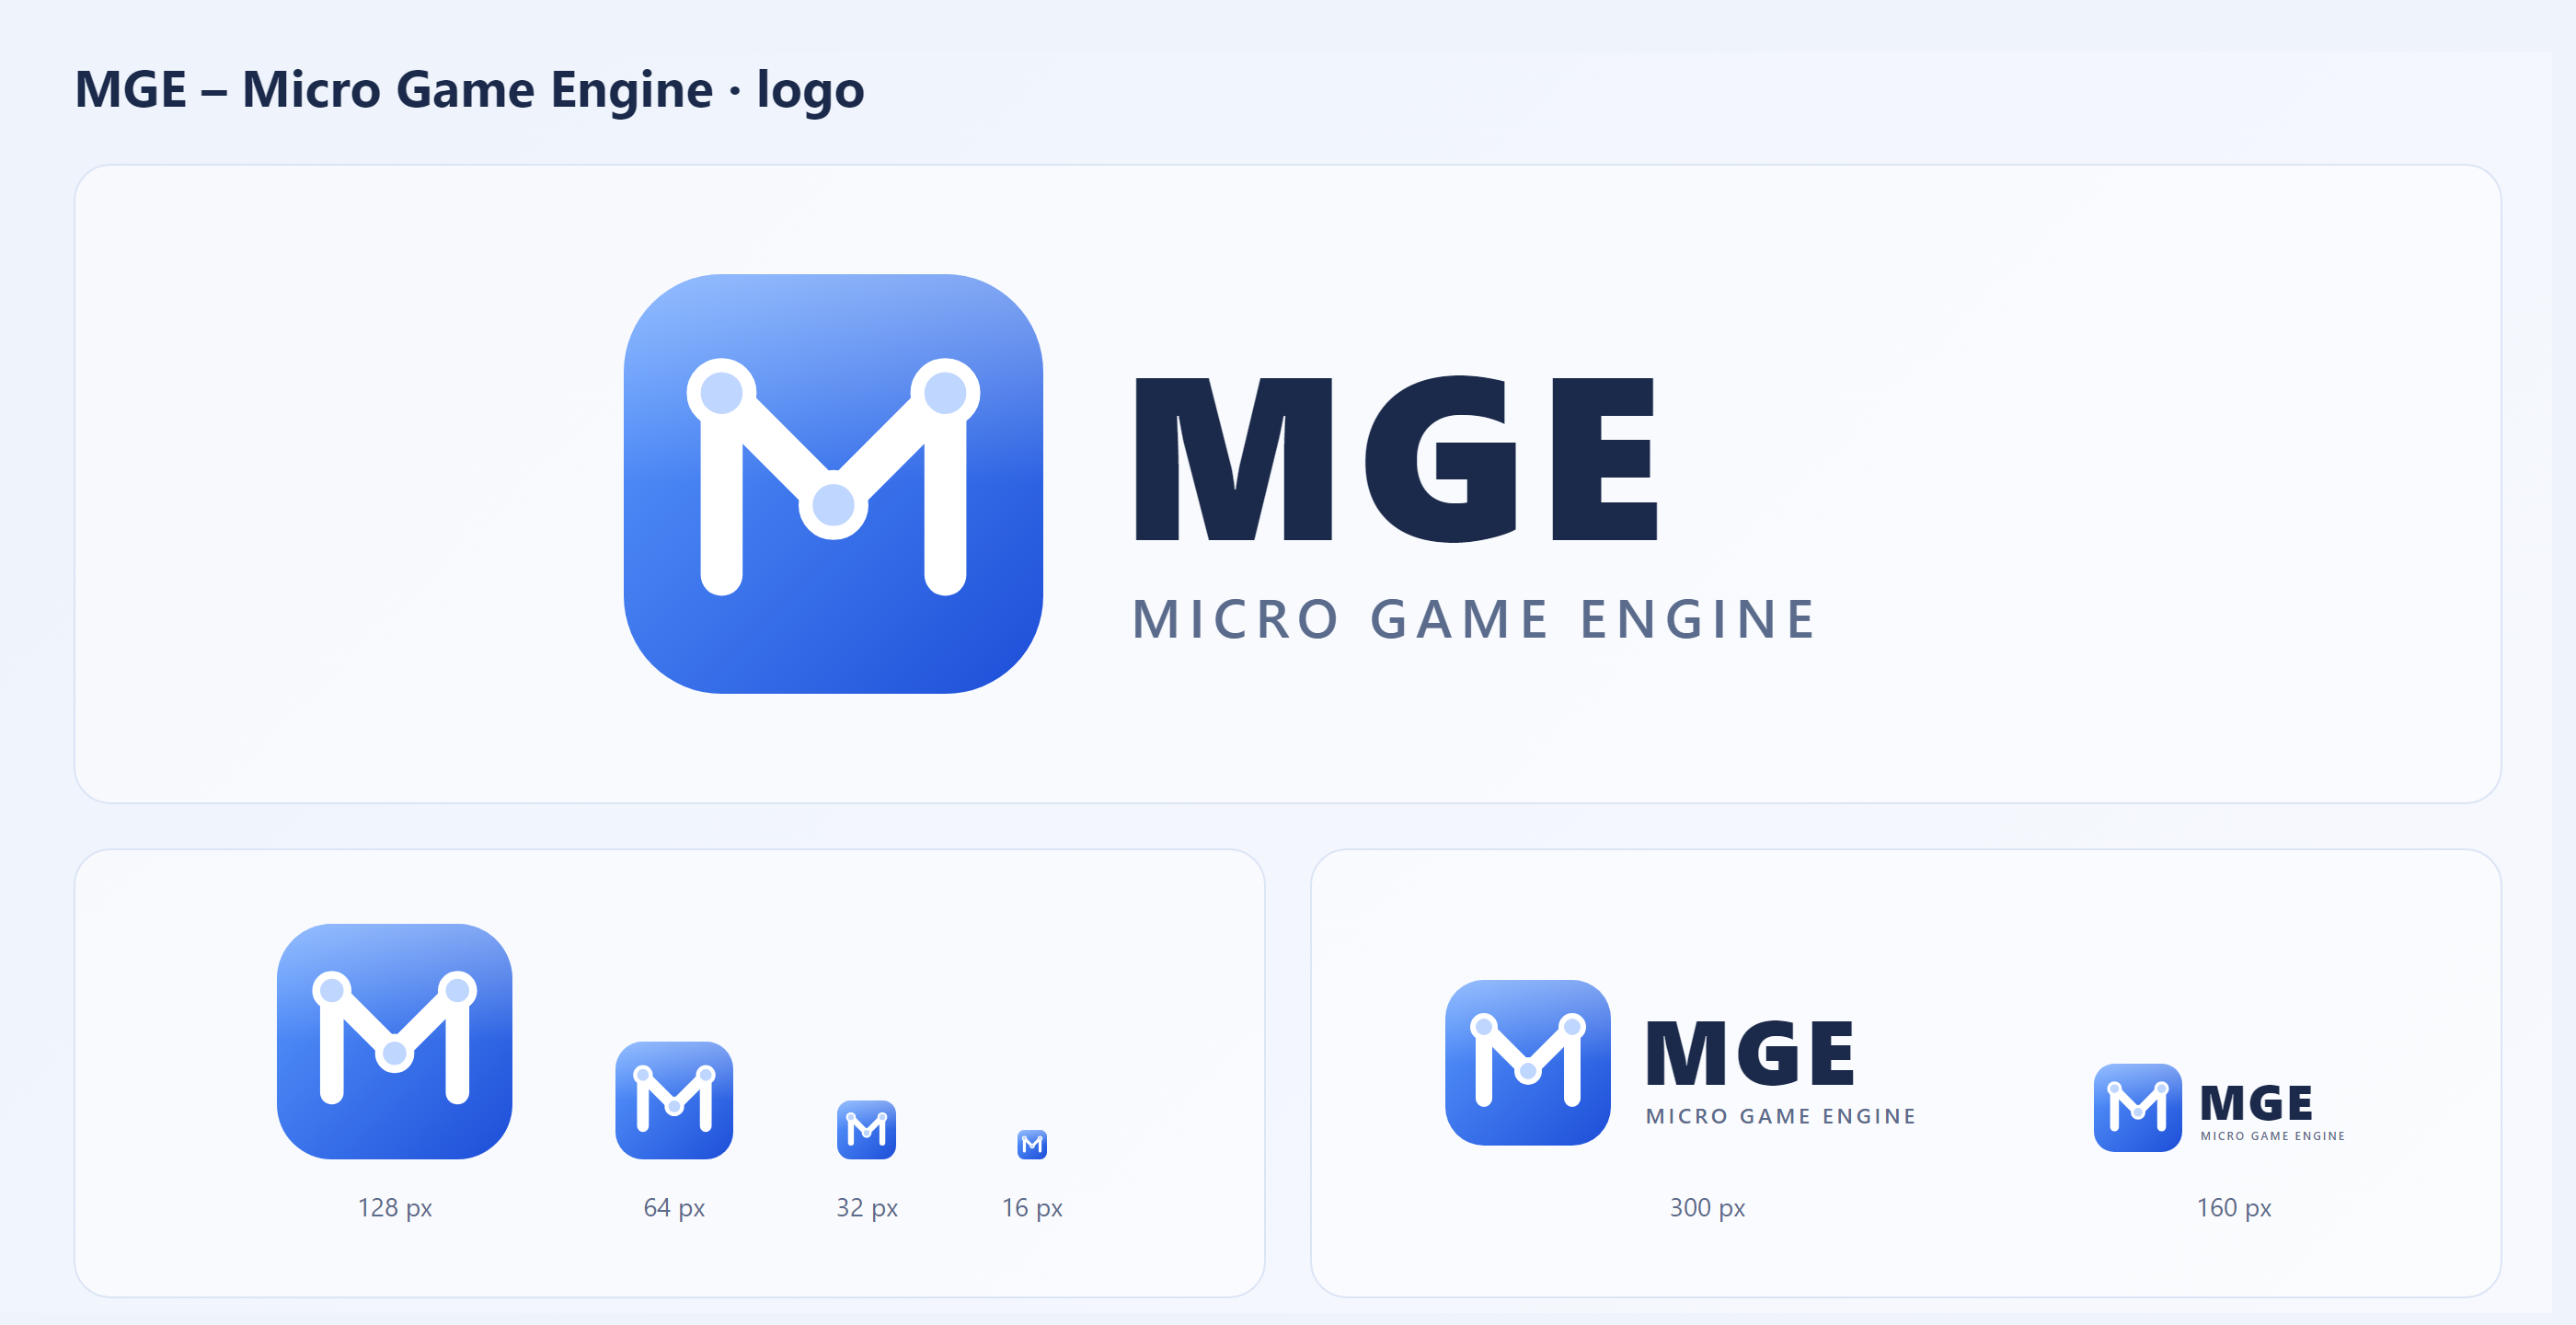 MGE – Micro Game Engine · logo
MGE
MICRO GAME ENGINE
128 px
64 px
32 px
16 px
MGE
MICRO GAME ENGINE
300 px
MGE
MICRO GAME ENGINE
160 px